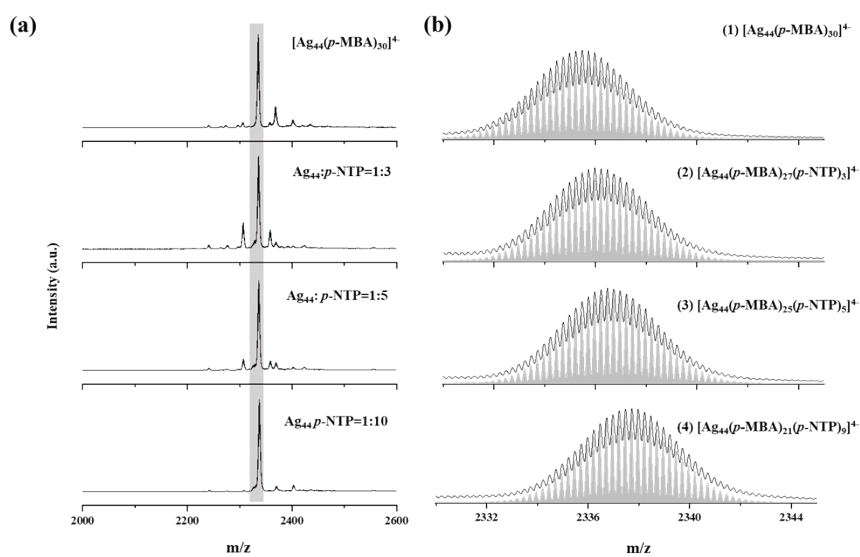 (a)
[Ag₄₄(p-MBA)₃₀]⁴⁻
Ag₄₄:p-NTP=1:3
Ag₄₄: p-NTP=1:5
Ag₄₄ p-NTP=1:10
Intensity (a.u.)
2000 2200 2400 2600
m/z
(b)
(1) [Ag₄₄(p-MBA)₃₀]⁴⁻
(2) [Ag₄₄(p-MBA)₂₇(p-NTP)₃]⁴⁻
(3) [Ag₄₄(p-MBA)₂₅(p-NTP)₅]⁴⁻
(4) [Ag₄₄(p-MBA)₂₁(p-NTP)₉]⁴⁻
2332 2336 2340 2344
m/z